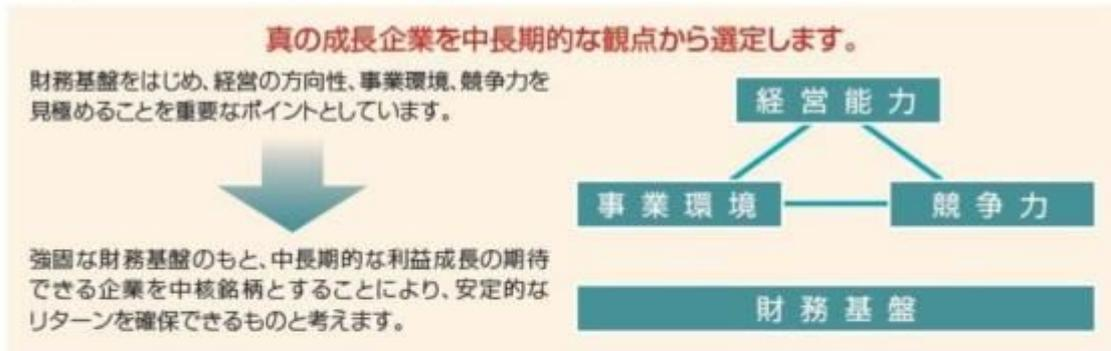 真の成長企業を中長期的な観点から選定します。
財務基盤をはじめ、経営の方向性、事業環境、競争力を
見極めることを重要なポイントとしています。
強固な財務基盤のもと、中長期的な利益成長の期待
できる企業を中核銘柄とすることにより、安定的な
リターンを確保できるものと考えます。
経営能力
事業環境
競争力
財務基盤